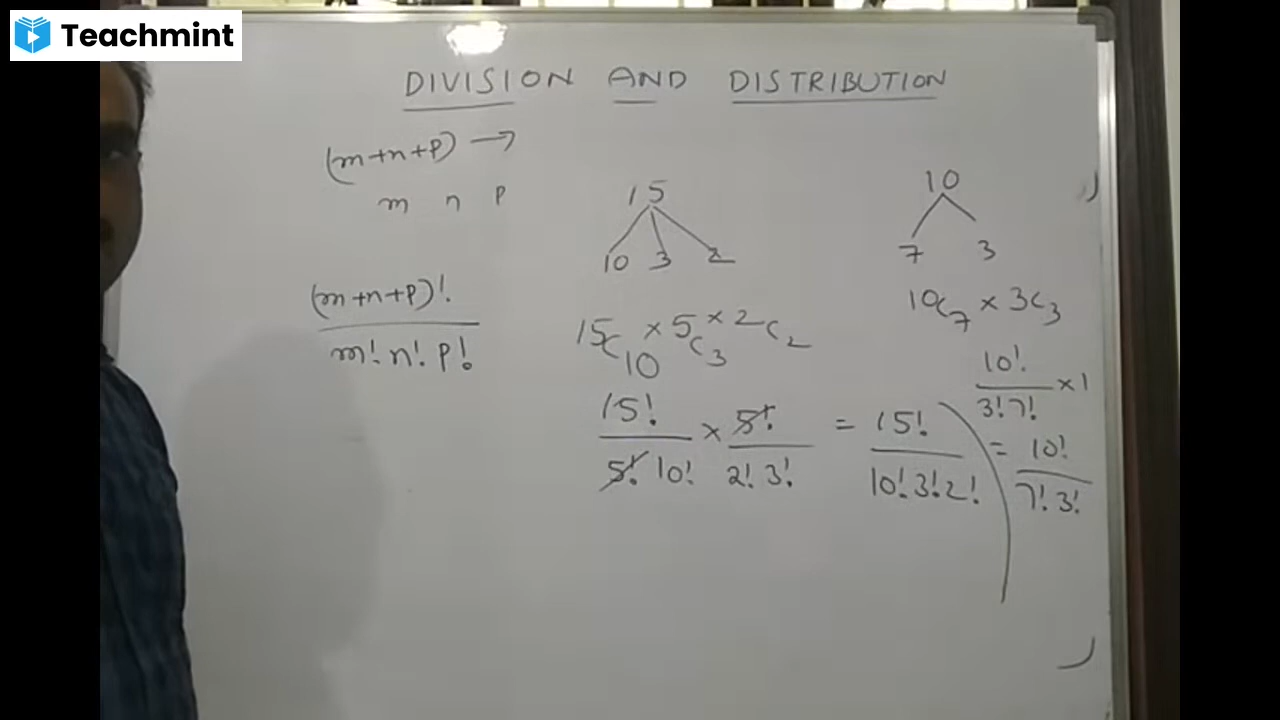 Teachmint
DIVISION AND DISTRIBUTION
(m+n+p) →
m n p
(m+n+p)!
m! n! p!
15
10 3 2
15C10 × 5C3 × 2C2
15! × 5! = 15!
5! 10! 2! 3! 10! 3! 2!
10
7 3
10C7 × 3C3
10! × 1
3! 7!
= 10!
7! 3!